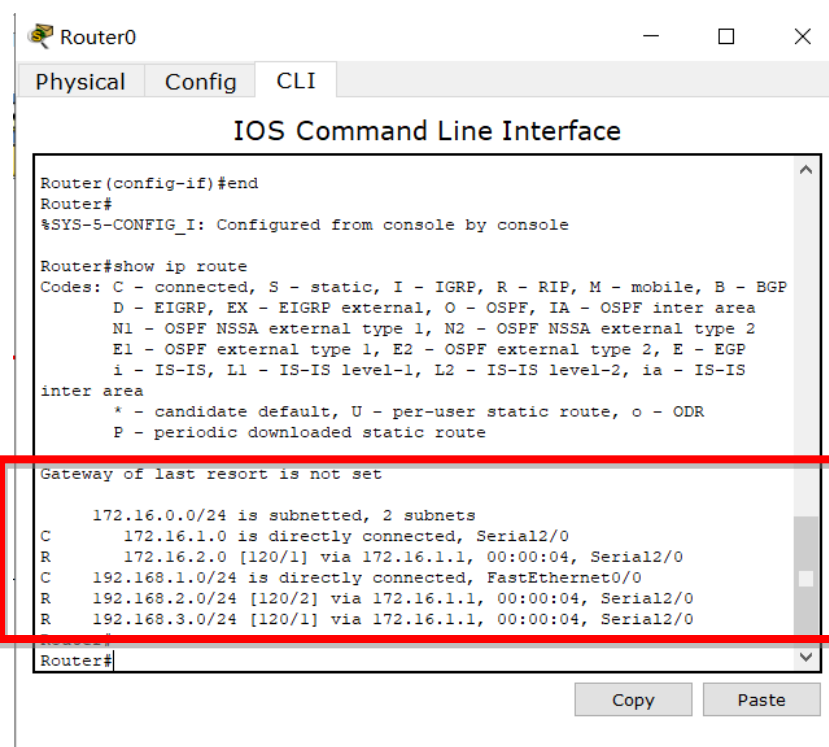 Router0
Physical Config CLI
IOS Command Line Interface
Router(config-if)#end
Router#
%SYS-5-CONFIG_I: Configured from console by console
Router#show ip route
Codes: C - connected, S - static, I - IGRP, R - RIP, M - mobile, B - BGP
D - EIGRP, EX - EIGRP external, O - OSPF, IA - OSPF inter area
N1 - OSPF NSSA external type 1, N2 - OSPF NSSA external type 2
E1 - OSPF external type 1, E2 - OSPF external type 2, E - EGP
i - IS-IS, L1 - IS-IS level-1, L2 - IS-IS level-2, ia - IS-IS
inter area
* - candidate default, U - per-user static route, o - ODR
P - periodic downloaded static route
Gateway of last resort is not set
172.16.0.0/24 is subnetted, 2 subnets
C 172.16.1.0 is directly connected, Serial2/0
R 172.16.2.0 [120/1] via 172.16.1.1, 00:00:04, Serial2/0
C 192.168.1.0/24 is directly connected, FastEthernet0/0
R 192.168.2.0/24 [120/2] via 172.16.1.1, 00:00:04, Serial2/0
R 192.168.3.0/24 [120/1] via 172.16.1.1, 00:00:04, Serial2/0
Router#
Router#
Copy Paste